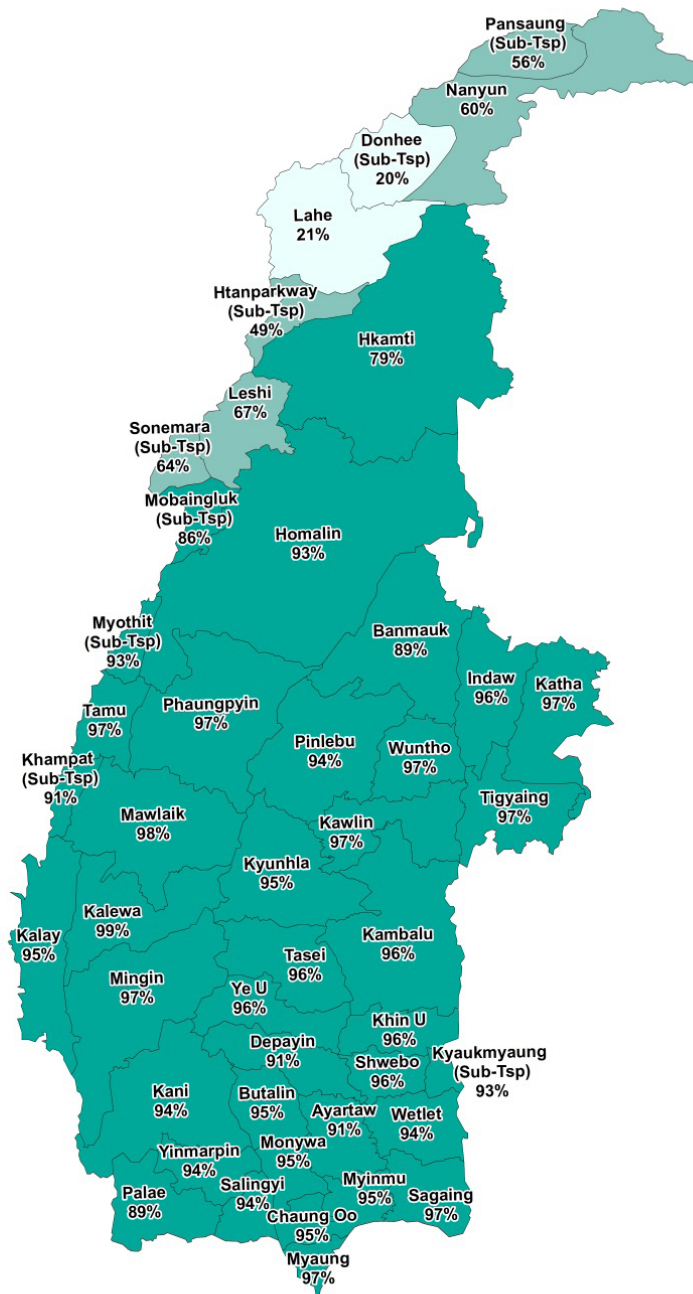 Pansaung
(Sub-Tsp)
56%
Nanyun
60%
Donhee
(Sub-Tsp)
20%
Lahe
21%
Htanparkway
(Sub-Tsp)
49%
Hkamti
79%
Leshi
67%
Sonemara
(Sub-Tsp)
64%
Mobaingluk
(Sub-Tsp)
86%
Homalin
93%
Myothit
(Sub-Tsp)
93%
Banmauk
89%
Indaw
96%
Katha
97%
Tamu
97%
Phaungpyin
97%
Pinlebu
94%
Wuntho
97%
Khampat
(Sub-Tsp)
91%
Mawlaik
98%
Kawlin
97%
Tigyaing
97%
Kyunhla
95%
Kalay
95%
Kalewa
99%
Kambalu
96%
Tasei
96%
Mingin
97%
Ye U
96%
Khin U
96%
Depayin
91%
Shwebo
96%
Kyaukmyaung
(Sub-Tsp)
93%
Kani
94%
Butalin
95%
Ayartaw
91%
Wetlet
94%
Yinmarpin
94%
Monywa
95%
Palae
89%
Salingyi
94%
Myinmu
95%
Sagaing
97%
Chaung Oo
95%
Myaung
97%